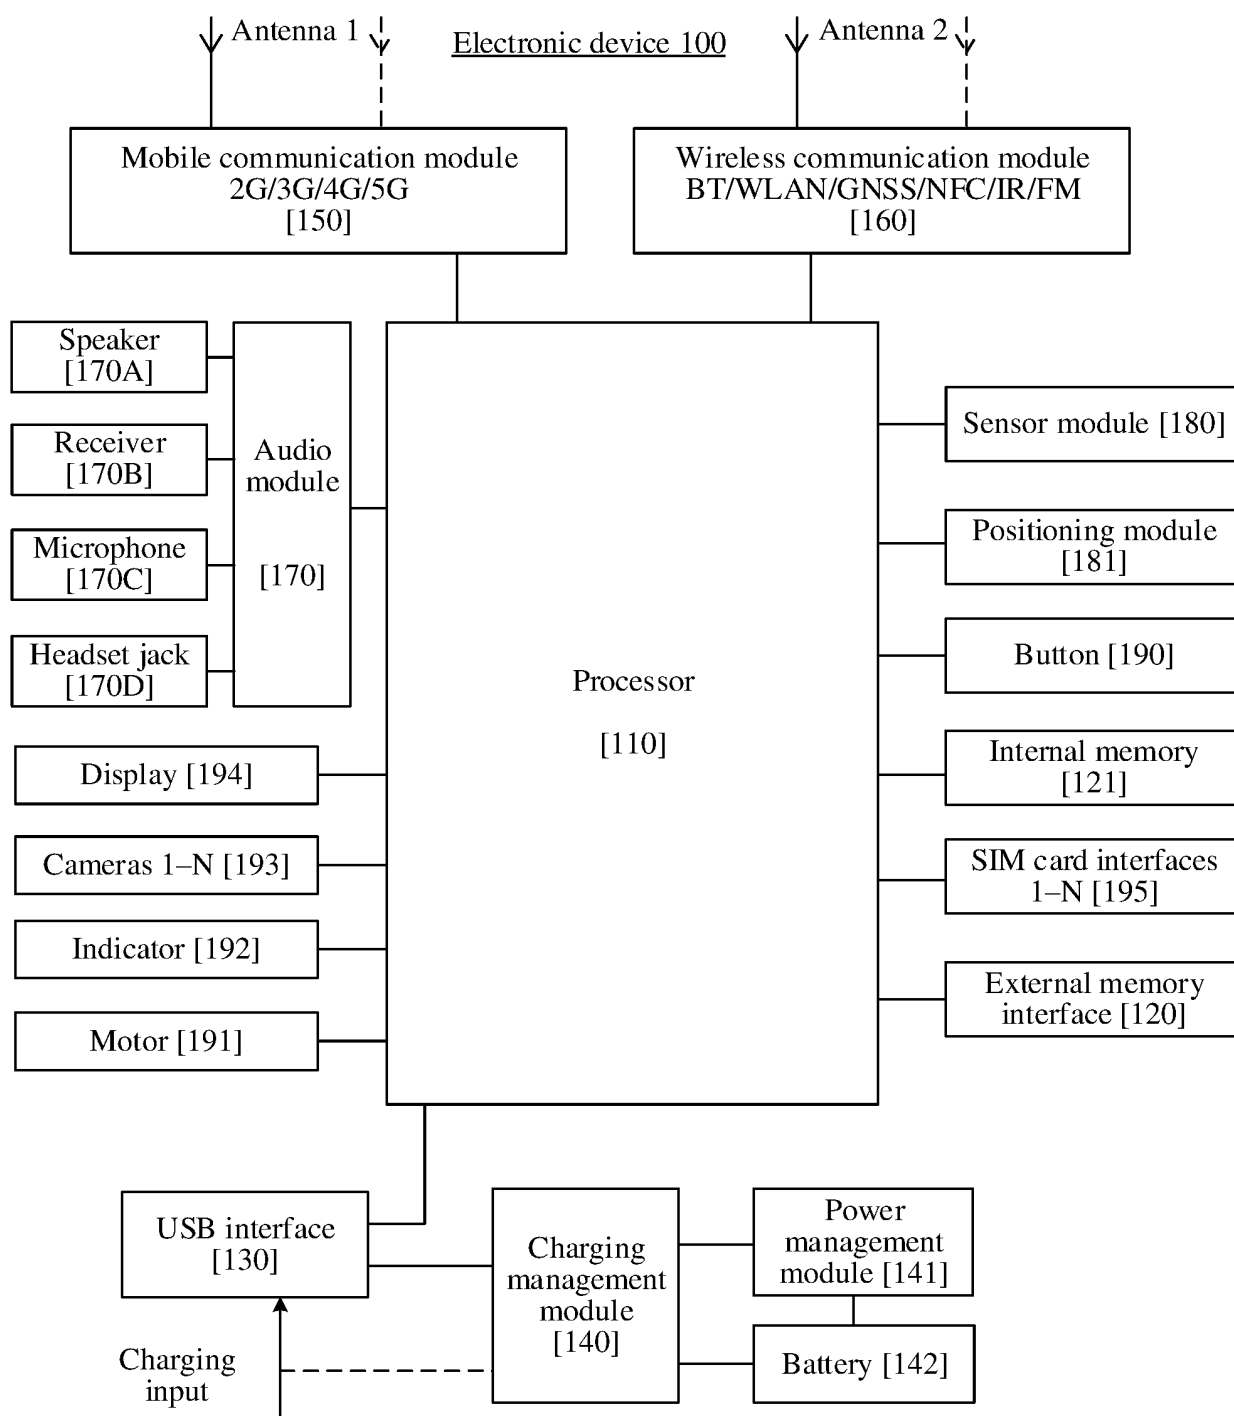 Antenna 1
Electronic device 100
Antenna 2
Mobile communication module
2G/3G/4G/5G
[150]
Wireless communication module
BT/WLAN/GNSS/NFC/IR/FM
[160]
Speaker
[170A]
Receiver
[170B]
Microphone
[170C]
Headset jack
[170D]
Audio
module
[170]
Processor
[110]
Sensor module [180]
Positioning module
[181]
Button [190]
Internal memory
[121]
SIM card interfaces
1–N [195]
External memory
interface [120]
Display [194]
Cameras 1–N [193]
Indicator [192]
Motor [191]
USB interface
[130]
Charging
management
module
[140]
Power
management
module [141]
Battery [142]
Charging
input